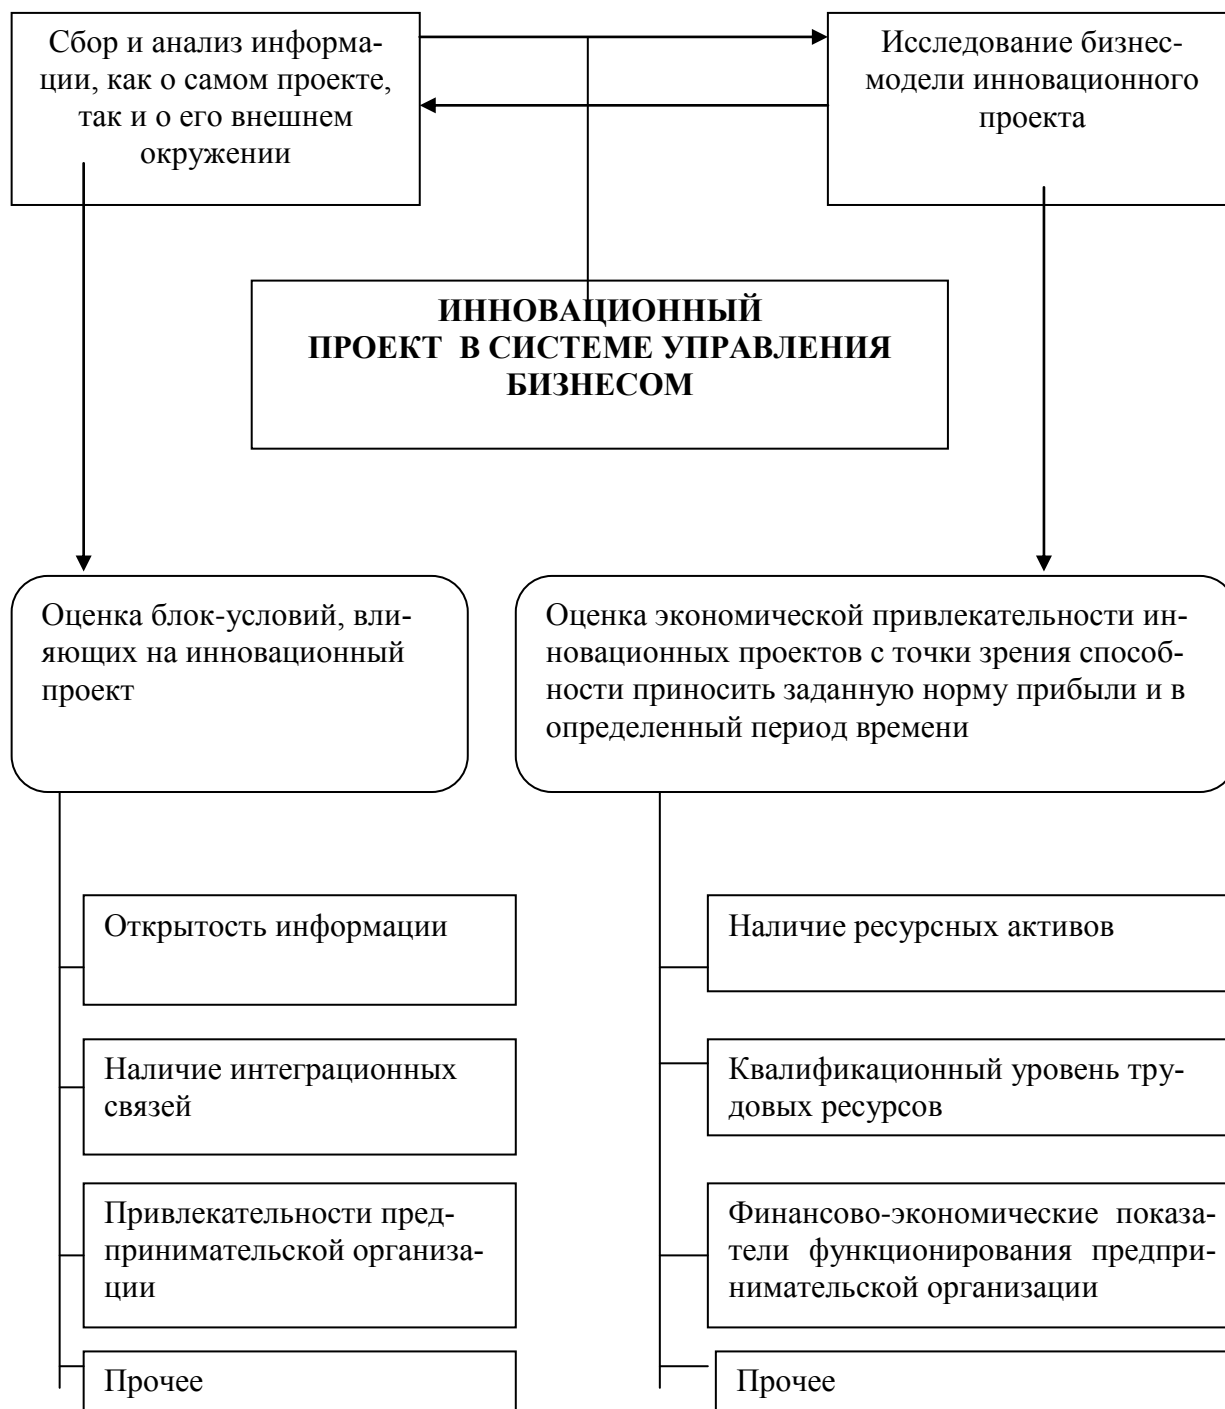 Сбор и анализ информа-
ции, как о самом проекте,
так и о его внешнем
окружении
Исследование бизнес-
модели инновационного
проекта
ИННОВАЦИОННЫЙ
ПРОЕКТ В СИСТЕМЕ УПРАВЛЕНИЯ
БИЗНЕСОМ
Оценка блок-условий, вли-
яющих на инновационный
проект
Оценка экономической привлекательности ин-
новационных проектов с точки зрения способ-
ности приносить заданную норму прибыли и в
определенный период времени
Открытость информации
Наличие интеграционных
связей
Привлекательности пред-
принимательской организа-
ции
Прочее
Наличие ресурсных активов
Квалификационный уровень тру-
довых ресурсов
Финансово-экономические показа-
тели функционирования предпри-
нимательской организации
Прочее